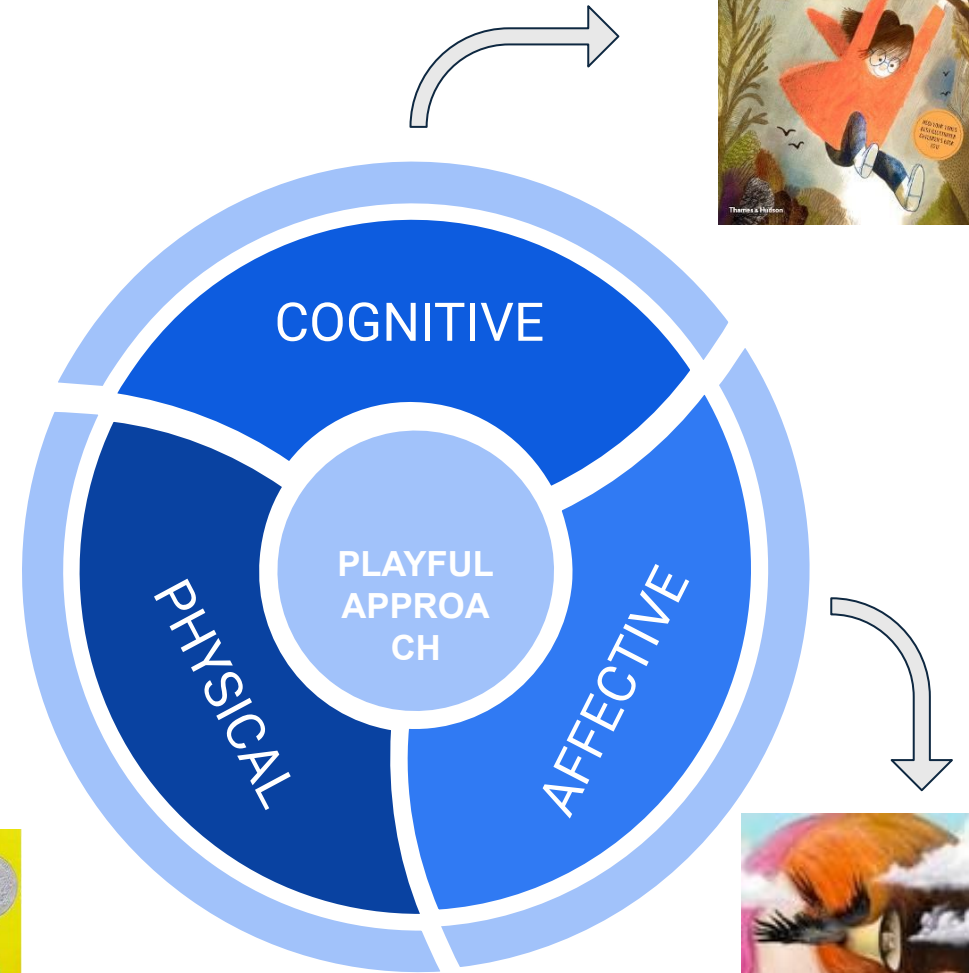 COGNITIVE
PLAYFUL
APPROA
CH
PHYSICAL
AFFECTIVE
Thames & Hudson